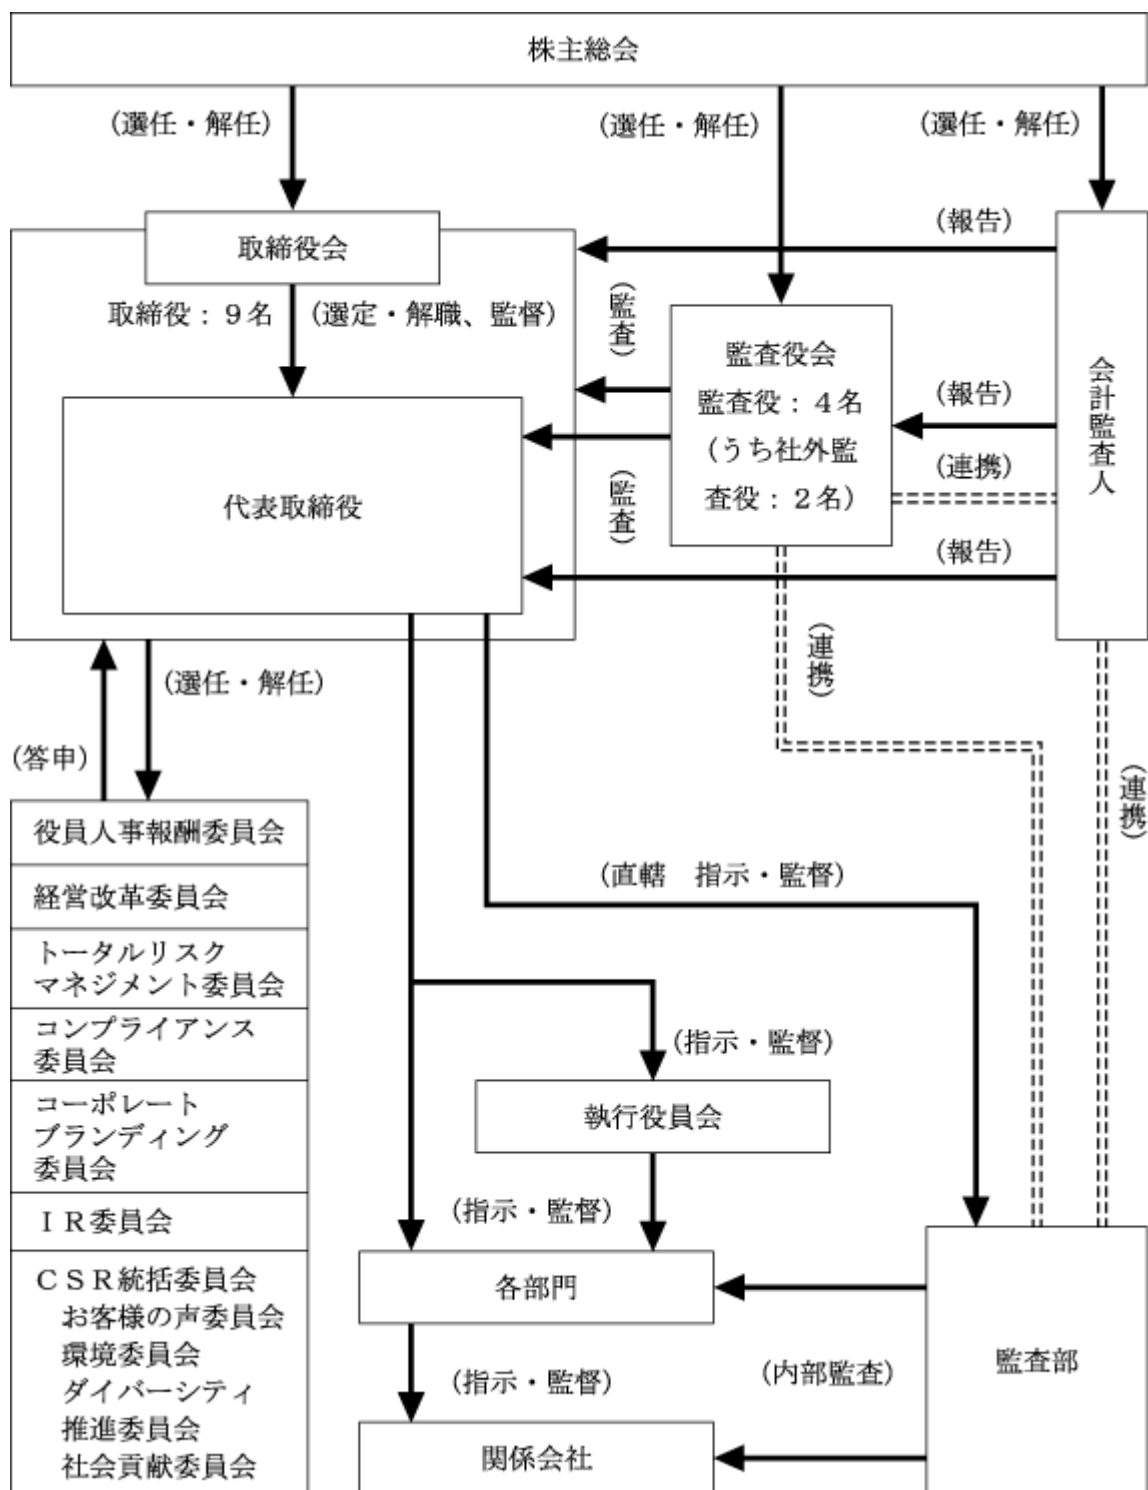 株主総会
(選任・解任)
(選任・解任)
(選任・解任)
取締役会
取締役：９名
(選定・解職、監督)
代表取締役
(報告)
(監査)
監査役会
監査役：４名
(うち社外監
査役：２名)
(監査)
(報告)
(連携)
(報告)
会計監査人
(連携)
(連携)
(選任・解任)
(答申)
役員人事報酬委員会
経営改革委員会
トータルリスク
マネジメント委員会
コンプライアンス
委員会
コーポレート
ブランディング
委員会
ＩＲ委員会
ＣＳＲ統括委員会
お客様の声委員会
環境委員会
ダイバーシティ
推進委員会
社会貢献委員会
(直轄　指示・監督)
(指示・監督)
執行役員会
(指示・監督)
各部門
(指示・監督)
関係会社
(内部監査)
監査部